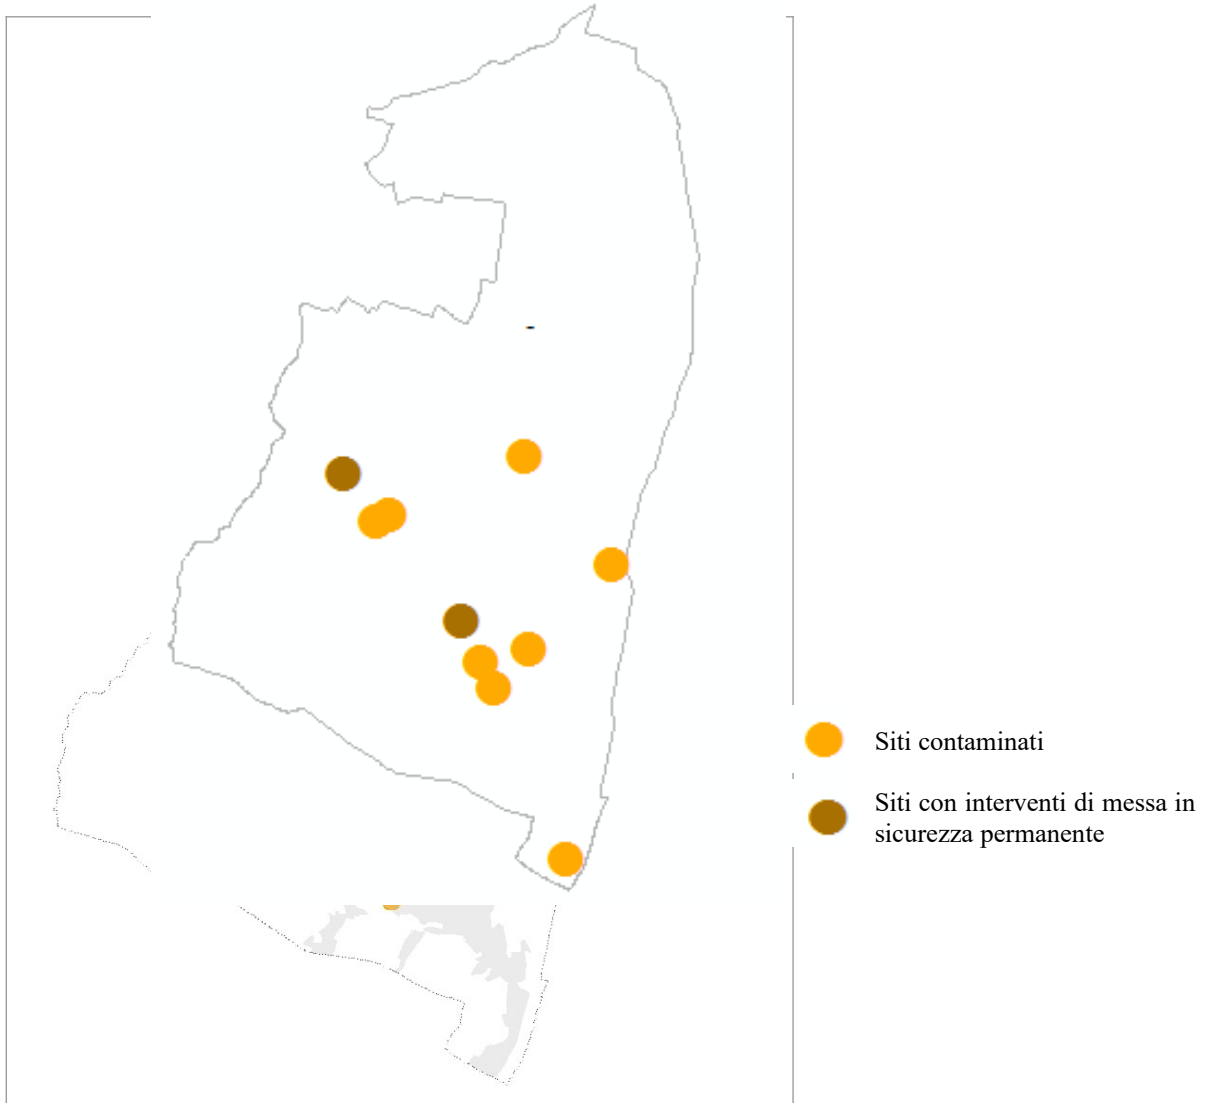 Siti contaminati
Siti con interventi di messa in
sicurezza permanente